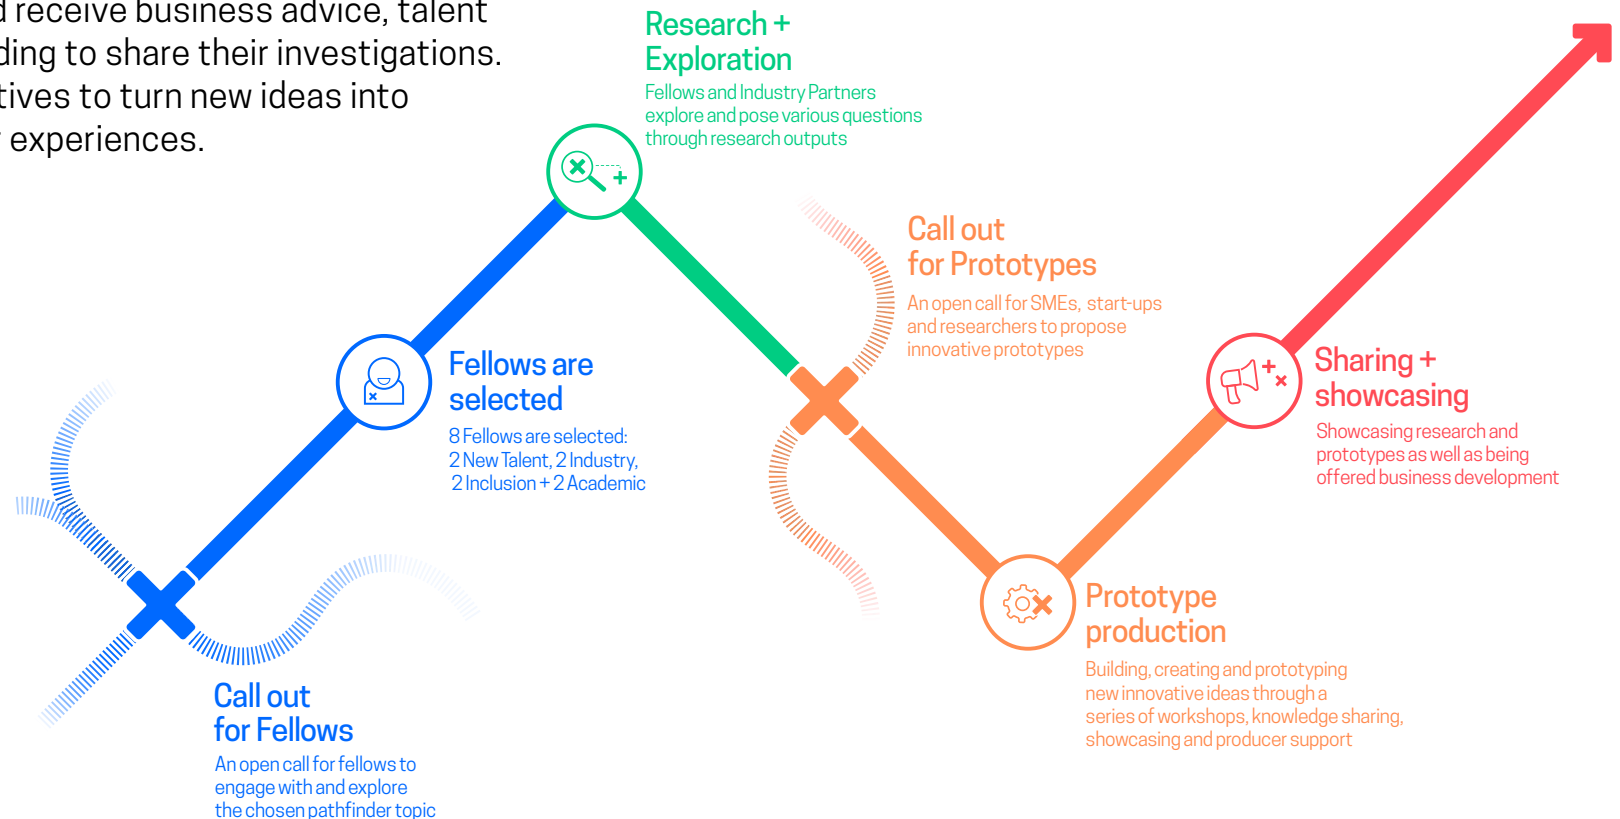 receive business advice, talent
to share their investigations.
to turn new ideas into
experiences.
Research +
Exploration
Fellows and Industry Partners
explore and pose various questions
through research outputs
Call out
for Prototypes
An open call for SMEs, start-ups
and researchers to propose
innovative prototypes
Fellows are
selected
8 Fellows are selected:
2 New Talent, 2 Industry,
2 Inclusion + 2 Academic
Sharing +
showcasing
Showcasing research and
prototypes as well as being
offered business development
Prototype
production
Building, creating and prototyping
new innovative ideas through a
series of workshops, knowledge sharing,
showcasing and producer support
Call out
for Fellows
An open call for fellows to
engage with and explore
the chosen pathfinder topic